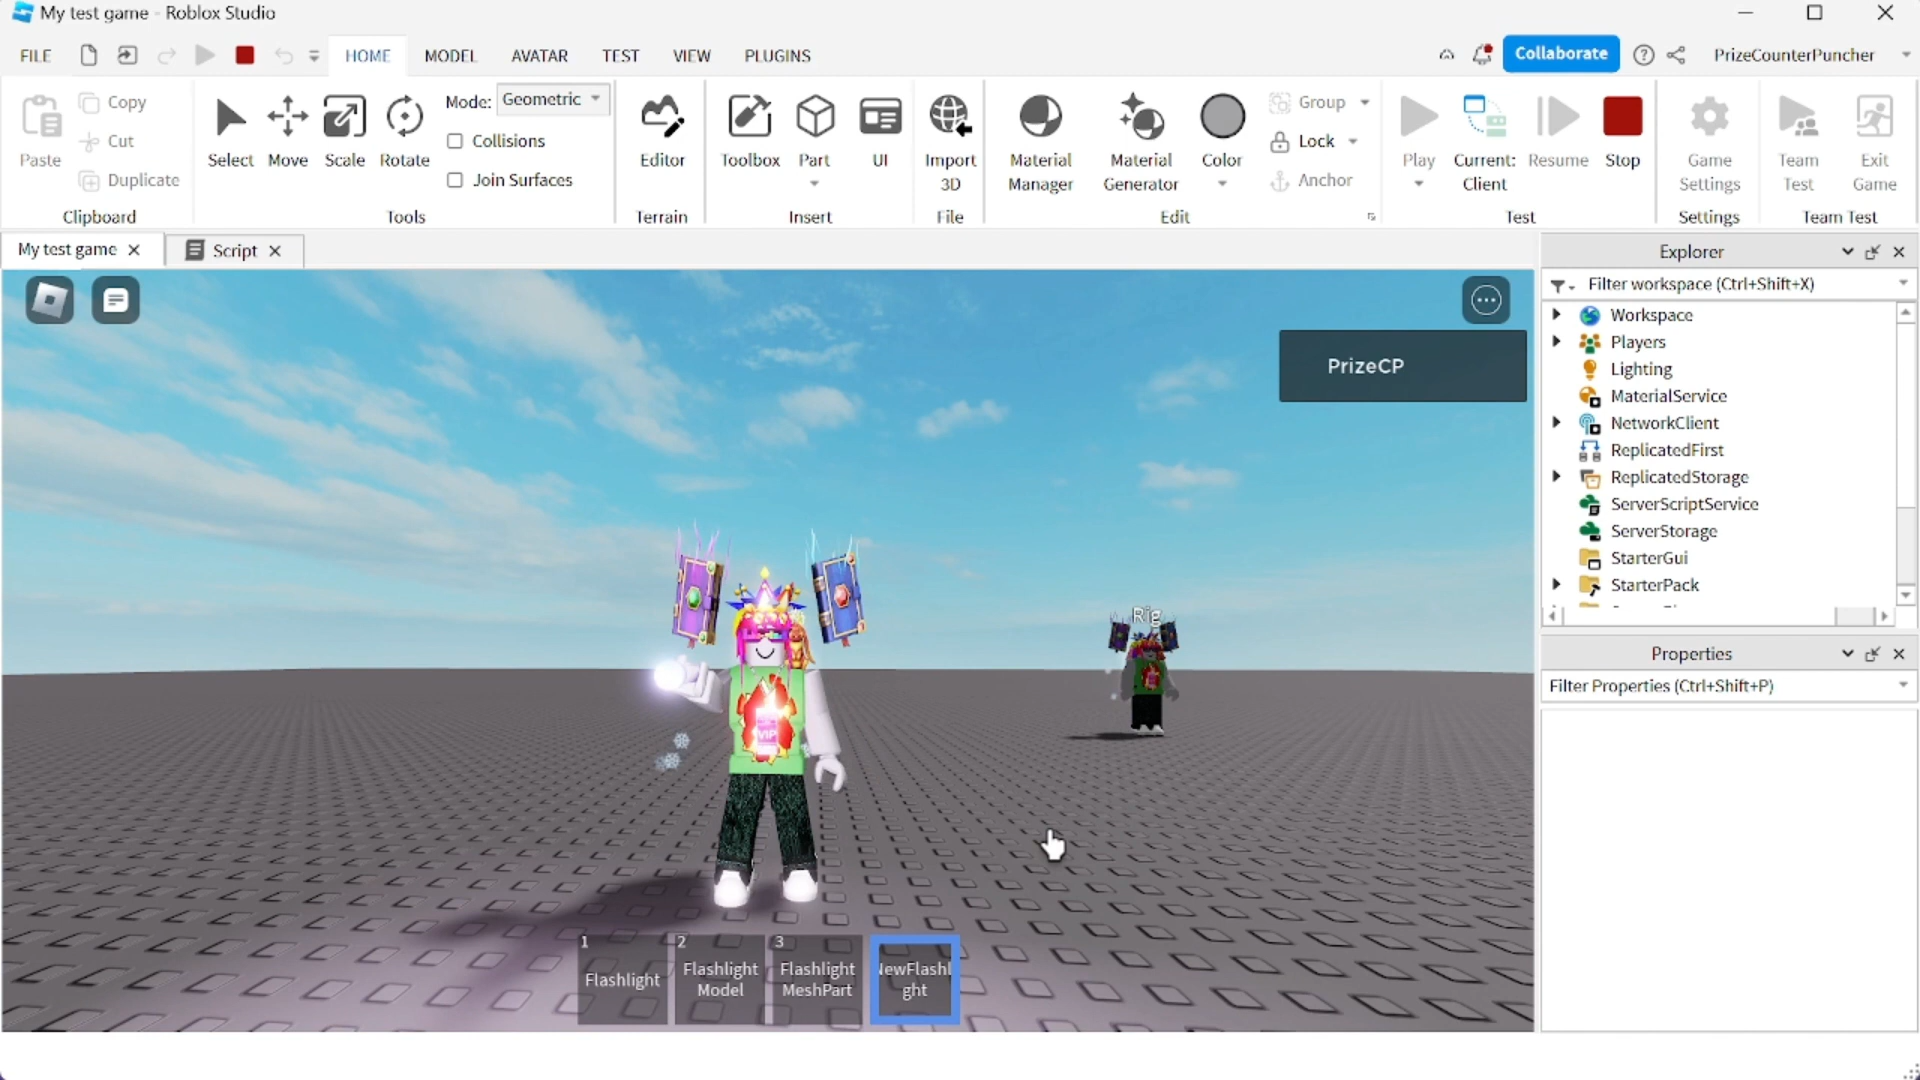 My test game - Roblox Studio
FILE HOME MODEL AVATAR TEST VIEW PLUGINS Collaborate PrizeCounterPuncher
Paste
Copy
Cut
Duplicate
Clipboard
Select Move Scale Rotate
Mode: Geometric
Collisions
Join Surfaces
Tools
Editor
Terrain
Toolbox Part UI
Insert
Import
3D
File
Material
Manager
Material
Generator
Color
Group
Lock
Anchor
Edit
Play
Current:
Client
Resume Stop
Test
Game
Settings
Settings
Team
Test
Exit
Game
Team Test
My test game
Script
PrizeCP
Rig
VIP
1
Flashlight
2
Flashlight
Model
3
Flashlight
MeshPart
NewFlashl
ght
Explorer
Filter workspace (Ctrl+Shift+X)
Workspace
Players
Lighting
MaterialService
NetworkClient
ReplicatedFirst
ReplicatedStorage
ServerScriptService
ServerStorage
StarterGui
StarterPack
Properties
Filter Properties (Ctrl+Shift+P)